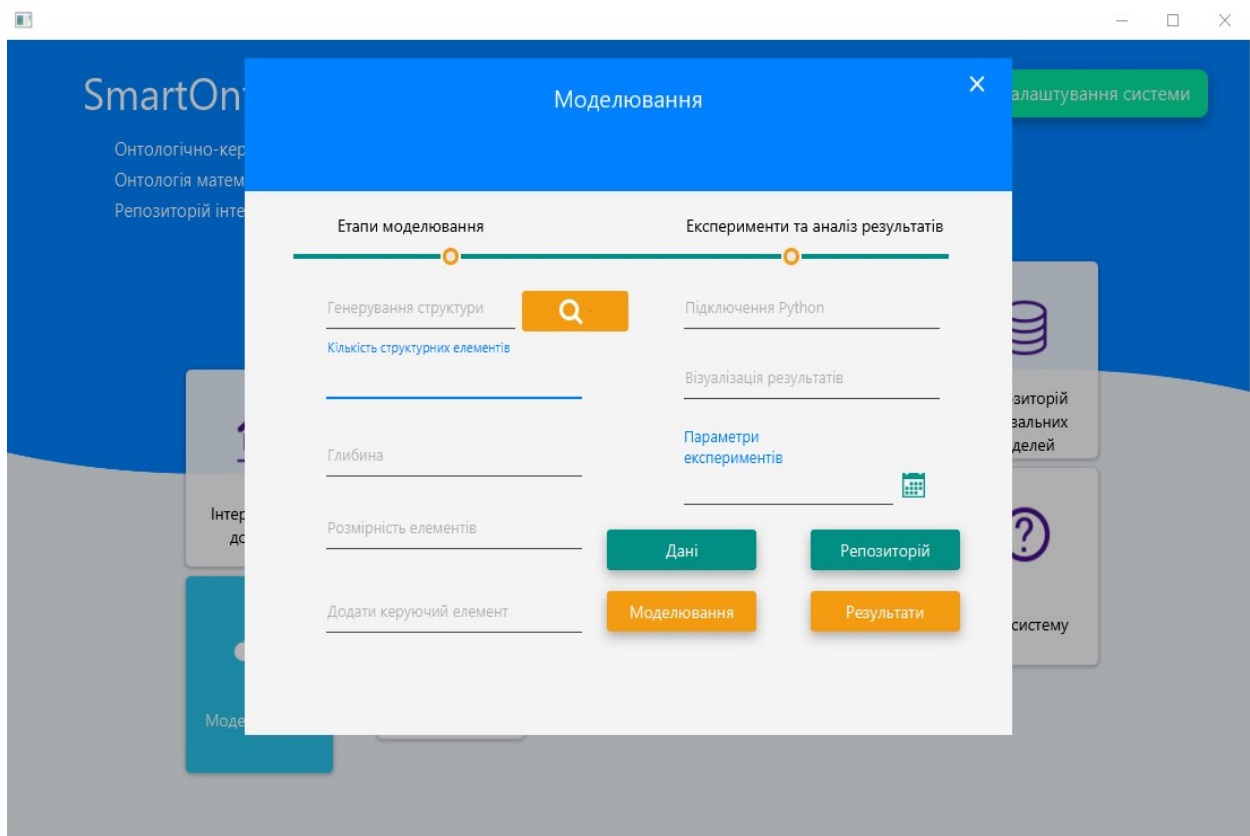 SmartOn
Онтологічно-кер
Онтологія матем
Репозиторій інте
Моделювання
алаштування системи
Етапи моделювання
Експерименти та аналіз результатів
Генерування структури
Кількість структурних елементів
Глибина
Розмірність елементів
Додати керуючий елемент
Підключення Python
Візуалізація результатів
Параметри
експериментів
Дані
Репозиторій
Моделювання
Результати
Інтер
до
Моде
зиторій
вальних
делей
систему